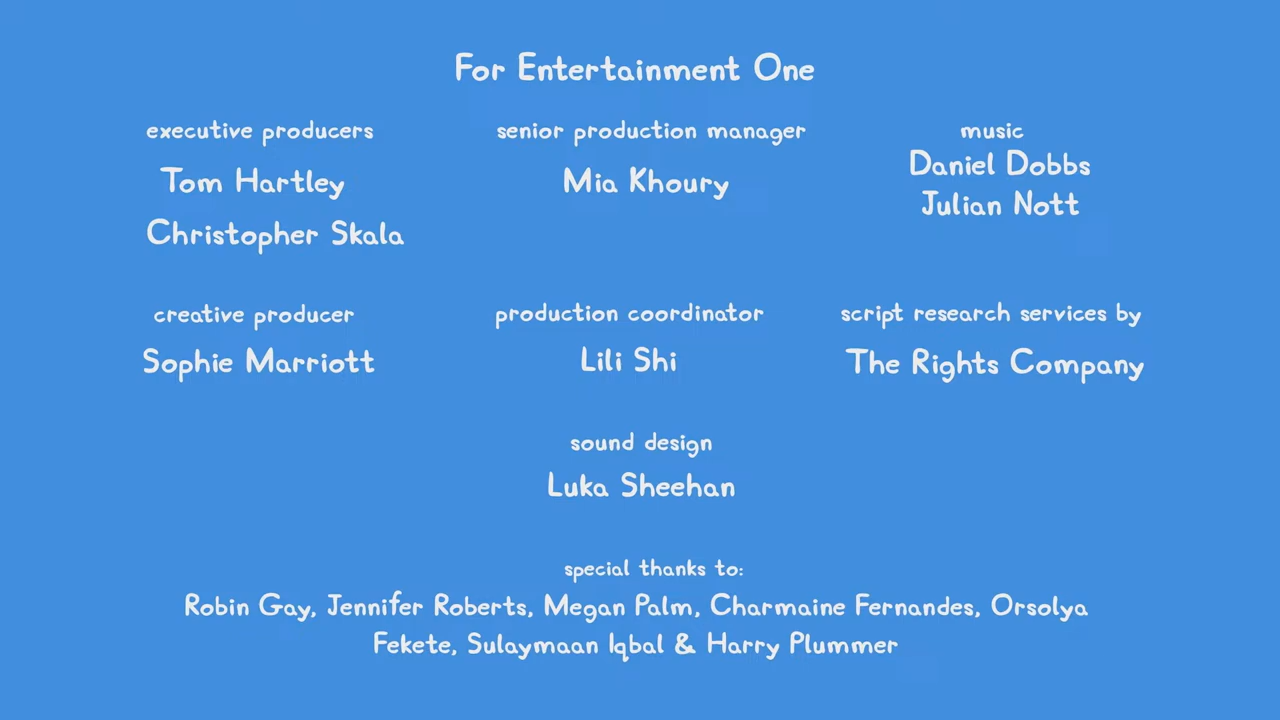 For Entertainment One
executive producers
Tom Hartley
Christopher Skala
senior production manager
Mia Khoury
music
Daniel Dobbs
Julian Nott
creative producer
Sophie Marriott
production coordinator
Lili Shi
script research services by
The Rights Company
sound design
Luka Sheehan
special thanks to:
Robin Gay, Jennifer Roberts, Megan Palm, Charmaine Fernandes, Orsolya
Fekete, Sulaymaan Iqbal & Harry Plummer